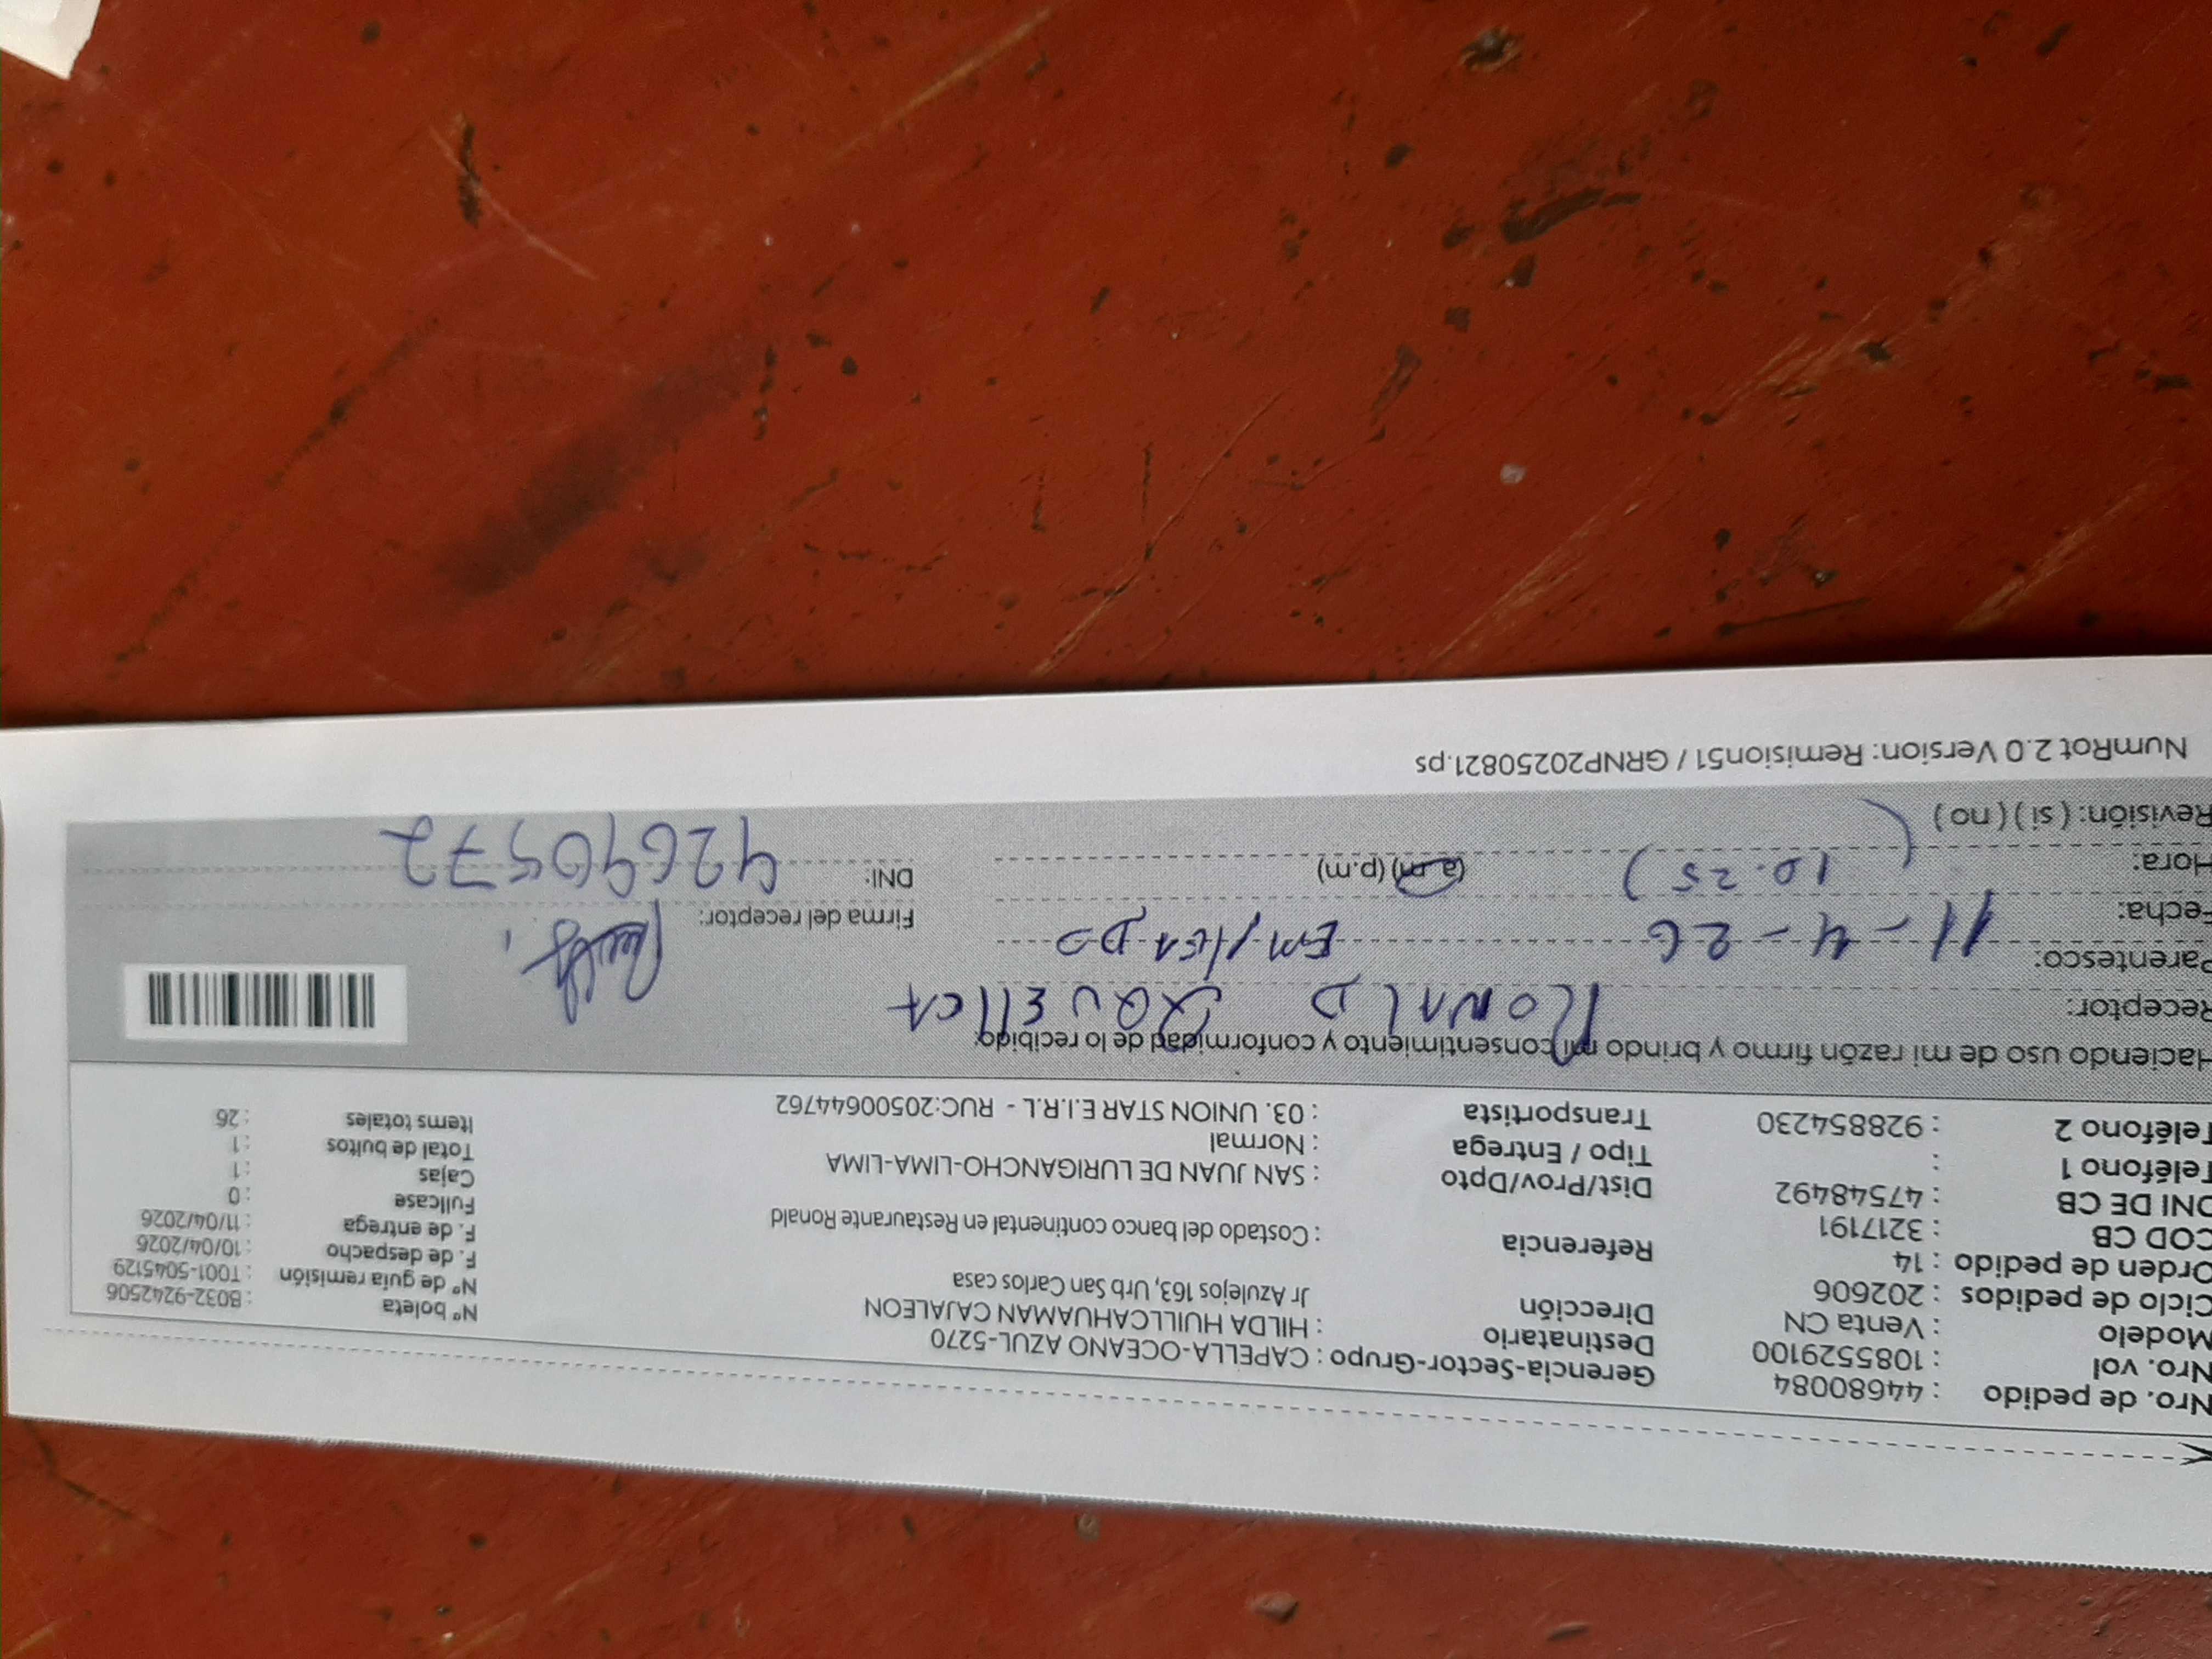 Nro. de pedido : 44680084
Nro. vol : 1085529100
Modelo : Venta CN
Ciclo de pedidos : 202606
Orden de pedido : 14
COD CB : 3217191
DNI DE CB : 47548492
Teléfono 1 :
Teléfono 2 : 928854230
Gerencia-Sector-Grupo : CAPELLA-OCEANO AZUL-5270
Destinatario : HILDA HUILLCAHUAMAN CAJALEON
Dirección Jr Azulejos 163, Urb San Carlos casa
Referencia : Costado del banco del continental en Restaurante Ronald
Dist/Prov/Dpto : SAN JUAN DE LURIGANCHO-LIMA-LIMA
Tipo / Entrega : Normal
Transportista : 03. UNION STAR E.I.R.L - RUC:20500644762
Nº boleta : B032-9242506
Nº de guia remisión : T001-5045129
F. de despacho : 10/04/2026
F. de entrega : 11/04/2026
Fullcase : 0
Cajas : 1
Total de bultos : 1
Items totales : 26
Haciendo uso de mi razón firmo y brindo mi consentimiento y conformidad de lo recibido:
Receptor: RONALD
Parentesco:
Fecha: 11-4-26
Hora: (10.25) (a.m) (p.m)
Revisión: ( si ) ( no )
Firma del receptor:
DNI: 42690572
NumRot 2.0 Version: Remision51 / GRNP20250821.ps